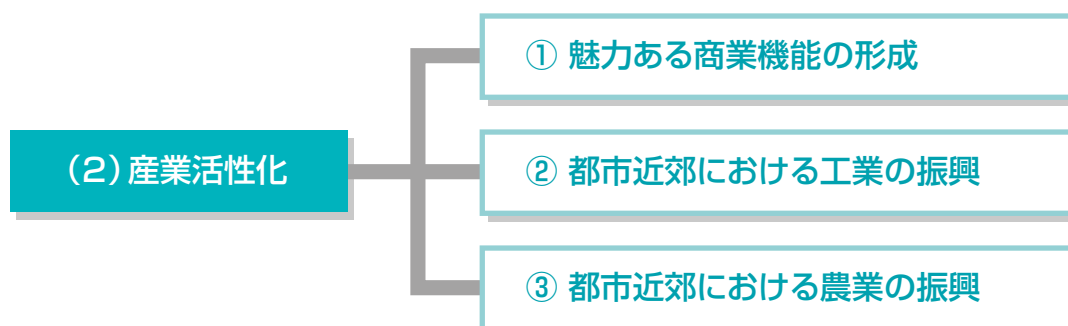 (2)産業活性化
① 魅力ある商業機能の形成
② 都市近郊における工業の振興
③ 都市近郊における農業の振興